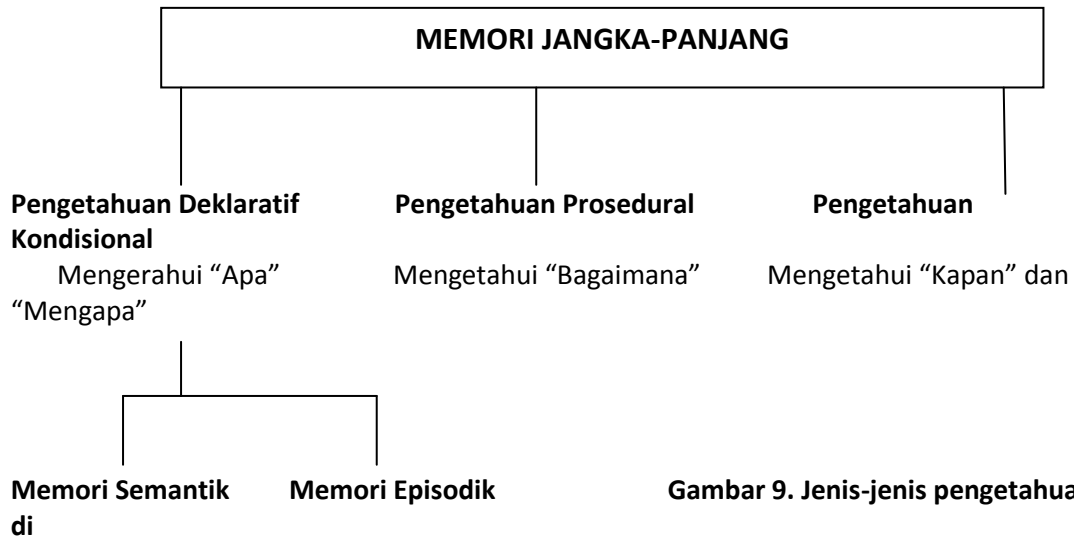 MEMORI JANGKA-PANJANG
Pengetahuan Deklaratif Pengetahuan Prosedural Pengetahuan
Kondisional
Mengerahui “Apa” Mengetahui “Bagaimana” Mengetahui “Kapan” dan
“Mengapa”
Memori Semantik Memori Episodik Gambar 9. Jenis-jenis pengetahua
di